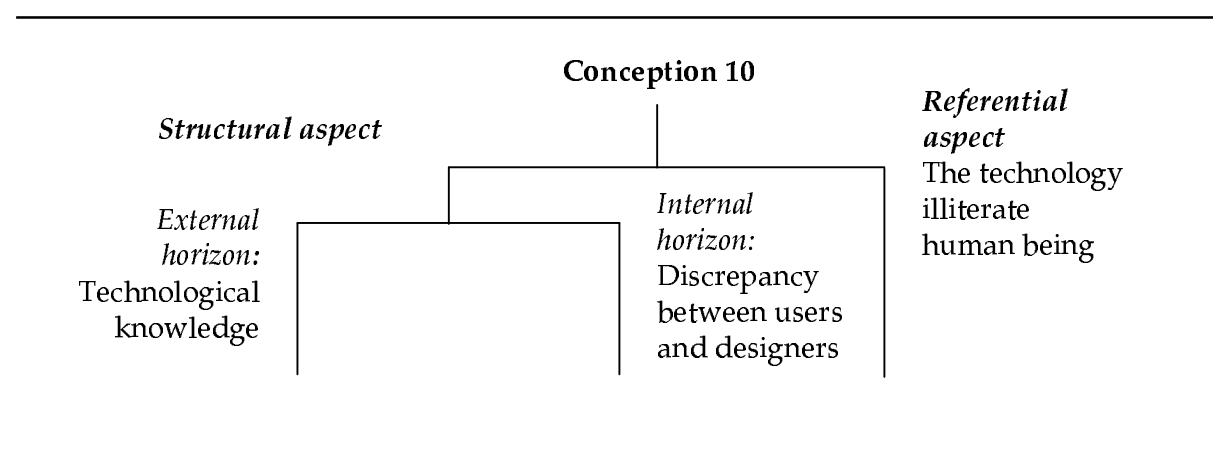 Conception 10
Structural aspect
External
horizon:
Technological
knowledge
Internal
horizon:
Discrepancy
between users
and designers
Referential
aspect
The technology
illiterate
human being